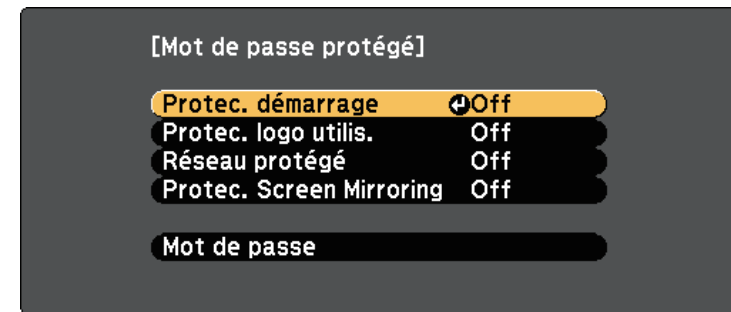 [Mot de passe protégé]
Protec. démarrage Off
Protec. logo utilis. Off
Réseau protégé Off
Protec. Screen Mirroring Off
Mot de passe